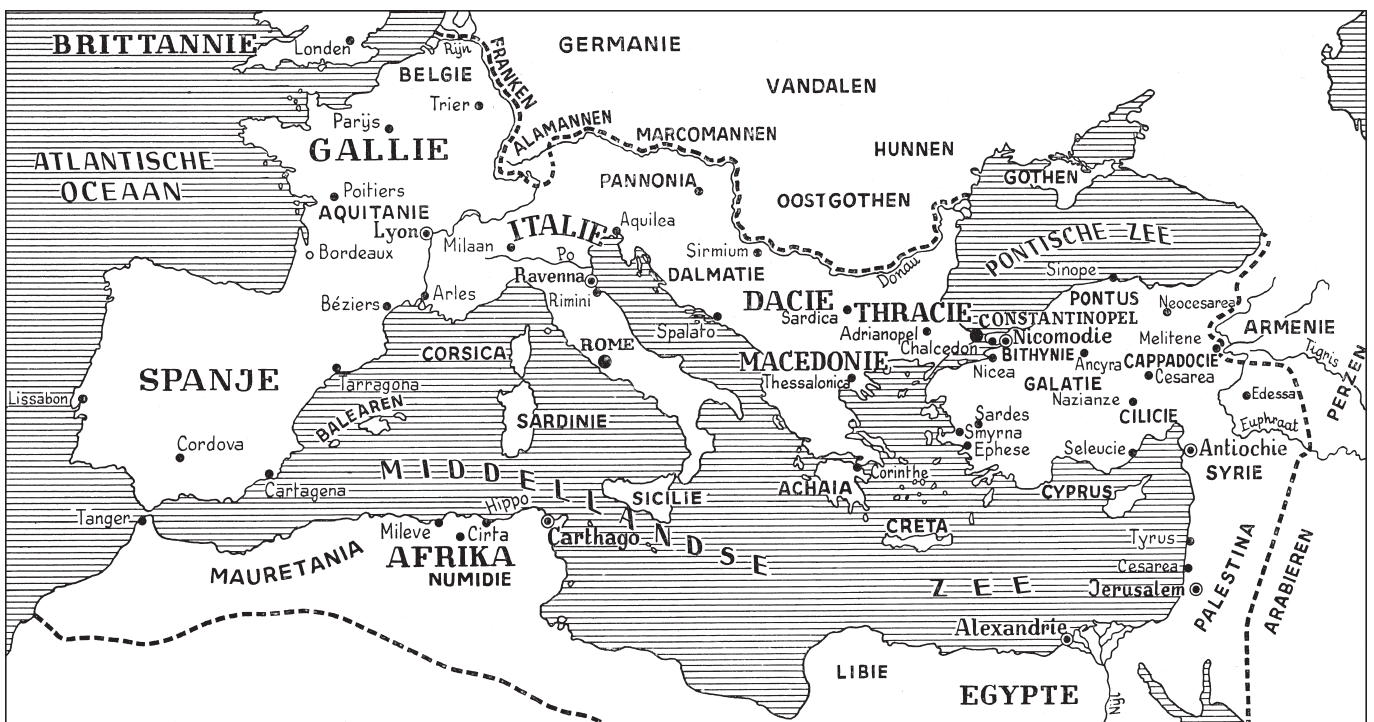 BRITTANNIE
Londen
Rijn
FRANKEN
GERMANIE
BELGIE
VANDALEN
Trier
Parijs
ALAMANNEN
MARCOMANNEN
GALLIE
HUNNEN
ATLANTISCHE
OCEAAN
GOTHEN
PANNONIA
Poitiers
OOSTGOTHEN
AQUITANIE
Lyon
ITALIE
Aquilea
Milaan
Bordeaux
Po
Sirmium
PONTISCHE ZEE
Donau
Ravenna
DALMATIE
Sinope
Béziers
Arles
Rimini
DACIE
Sardica
THRACIE
PONTUS
Neocesarea
CONSTANTINOPEL
Spalato
Adrianopel
Nicomodie
ARMENIE
Melitene
Chalcedon
BITHYNIE
Tigris
CORSICA
ROME
MACEDONIE
Nicea
Ancyra
CAPPADOCIE
PERZEN
SPANJE
Tarragona
Thessalonica
GALATIE
Cesarea
Lissabon
BALEAREN
Nazianze
Edessa
SARDINIE
Sardes
CILICIE
Smyrna
Euphraat
Cordova
Ephese
Seleucie
Antiochie
MIDDELLANDSE ZEE
Corinthe
SYRIE
Cartagena
Hippo
SICILIE
ACHAIA
CYPRUS
Tanger
Mileve
Cirta
Carthago
CRETA
Tyrus
AFRIKA
MAURETANIA
NUMIDIE
Cesarea
Jerusalem
PALESTINA
ARABIEREN
Alexandrie
LIBIE
EGYPTE
Nijl